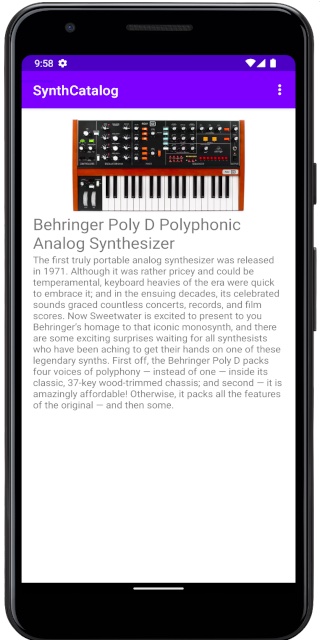 9:58
SynthCatalog
Behringer Poly D Polyphonic
Analog Synthesizer
The first truly portable analog synthesizer was released
in 1971. Although it was rather pricey and could be
temperamental, keyboard heavies of the era were quick
to embrace it; and in the ensuing decades, its celebrated
sounds graced countless concerts, records, and film
scores. Now Sweetwater is excited to present to you
Behringer's homage to that iconic monosynth, and there
are some exciting surprises waiting for all synthesists
who have been aching to get their hands on one of these
legendary synths. First off, the Behringer Poly D packs
four voices of polyphony — instead of one — inside its
classic, 37-key wood-trimmed chassis; and second — it is
amazingly affordable! Otherwise, it packs all the features
of the original — and then some.